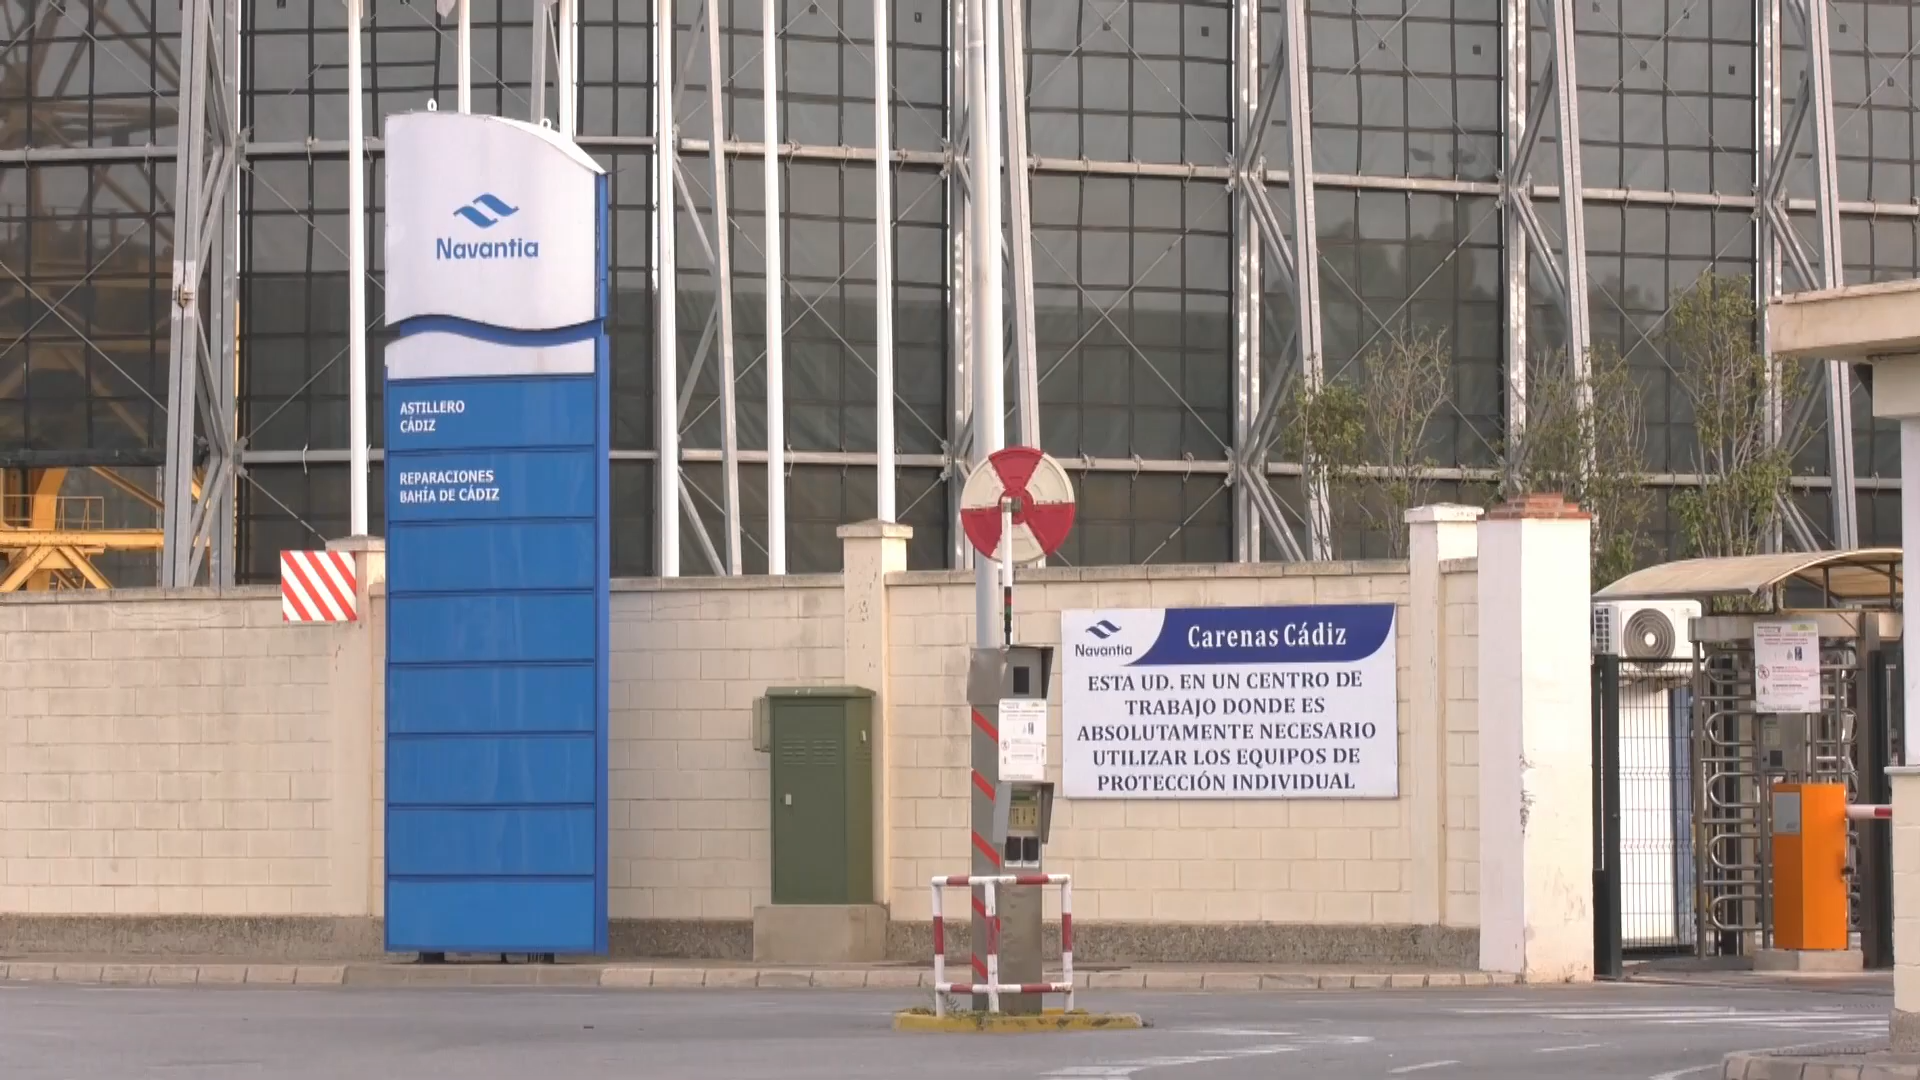 Navantia
ASTILLERO
CÁDIZ
REPARACIONES
BAHÍA DE CÁDIZ
Navantia
Carenas Cádiz
ESTA UD. EN UN CENTRO DE
TRABAJO DONDE ES
ABSOLUTAMENTE NECESARIO
UTILIZAR LOS EQUIPOS DE
PROTECCIÓN INDIVIDUAL